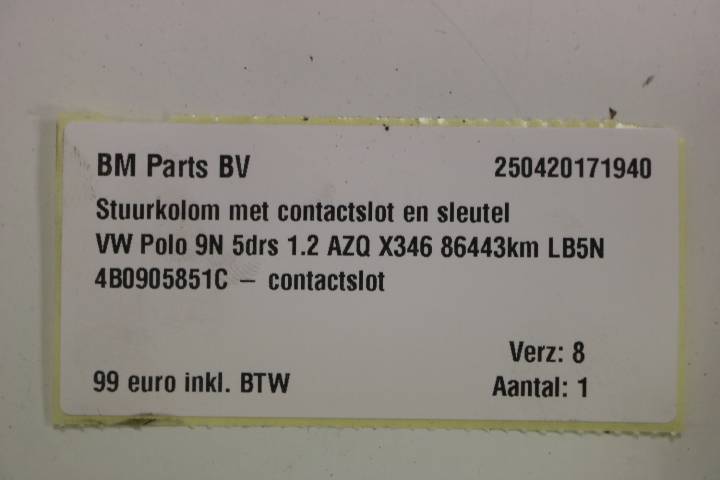 BM Parts BV 250420171940
Stuurkolom met contactslot en sleutel
VW Polo 9N 5drs 1.2 AZQ X346 86443km LB5N
4B0905851C – contactslot
Verz: 8
99 euro inkl. BTW Aantal: 1